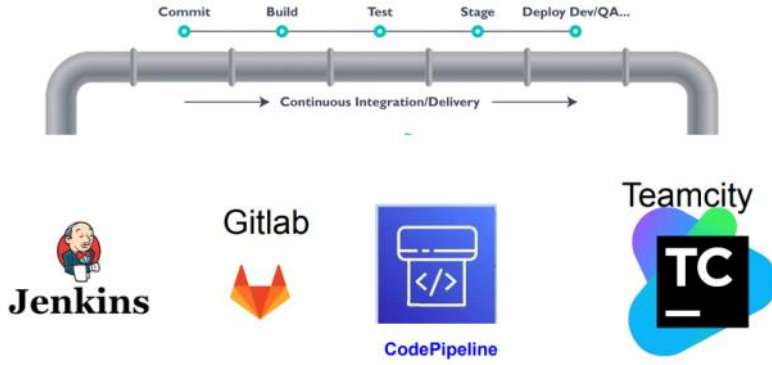 Commit Build Test Stage Deploy Dev/QA...
Continuous Integration/Delivery
Teamcity
Gitlab
TC
</>
Jenkins
CodePipeline